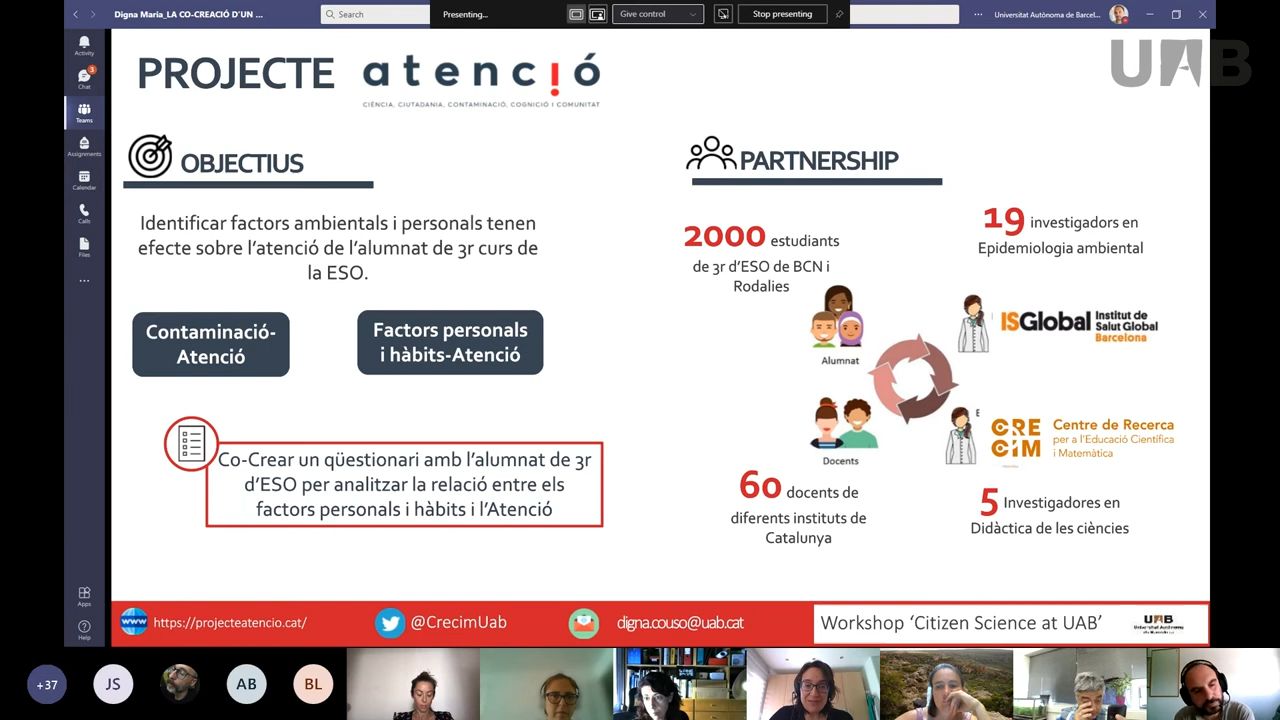 Digna Maria_LA CO-CREACIÓ D'UN ...
Search
Presenting...
Give control
Stop presenting
Universitat Autònoma de Barcel...
Activity
3
Chat
Teams
Assignments
Calendar
Calls
Files
Apps
Help
UAB
PROJECTE atenc!ó
CIÈNCIA, CIUTADANIA, CONTAMINACIÓ, COGNICIÓ I COMUNITAT
OBJECTIUS
Identificar factors ambientals i personals tenen
efecte sobre l'atenció de l'alumnat de 3r curs de
la ESO.
Contaminació-
Atenció
Factors personals
i hàbits-Atenció
Co-Crear un qüestionari amb l'alumnat de 3r
d'ESO per analitzar la relació entre els
factors personals i hàbits i l'Atenció
PARTNERSHIP
2000 estudiants
de 3r d'ESO de BCN i
Rodalies
19 investigadors en
Epidemiologia ambiental
Alumnat
ISGlobal Institut de
Salut Global
Barcelona
Docents
E
CRE
CIM
Centre de Recerca
per a l'Educació Científica
i Matemàtica
60 docents de
diferents instituts de
Catalunya
5 Investigadores en
Didàctica de les ciències
www
https://projecteatencio.cat/
@CrecimUab
digna.couso@uab.cat
Workshop 'Citizen Science at UAB'
UAB
+37
JS
AB
BL